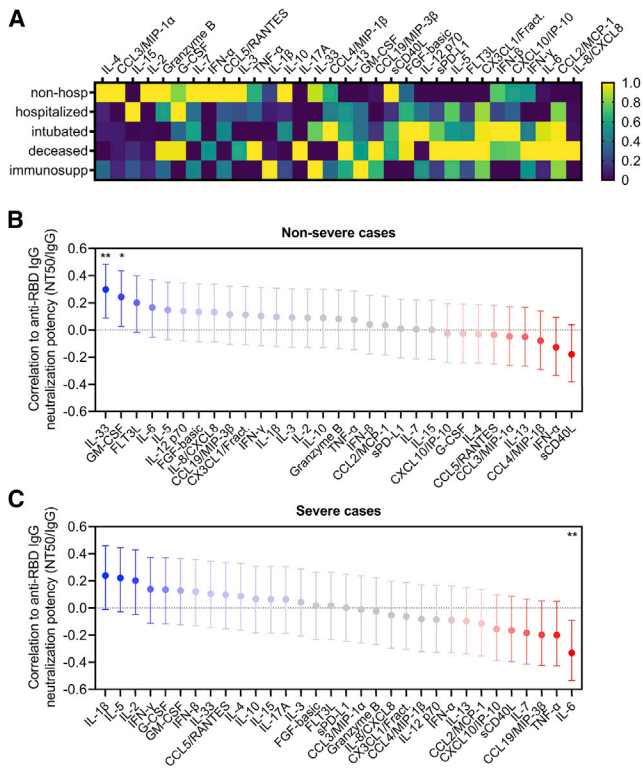 A
IL-4
CCL3/MIP-1α
IL-15
IL-2
Granzyme B
G-CSF
IL-7
IFN-α
CCL5/RANTES
IL-3
TNF-α
IL-1β
IL-10
IL-17A
IL-33
CCL4/MIP-1β
IL-13
GM-CSF
CCL19/MIP-3β
sCD40L
FGF-basic
IL-12 p70
sPD-L1
IL-5
FLT3L
CX3CL1/Fract.
IFN-β
CXCL10/IP-10
IFN-γ
IL-6
CCL2/MCP-1
IL-8/CXCL8
non-hosp
hospitalized
intubated
deceased
immunosupp
1.0
0.8
0.6
0.4
0.2
0
B
Non-severe cases
Correlation to anti-RBD IgG
neutralization potency (NT50/IgG)
0.6
0.4
0.2
0.0
-0.2
-0.4
-0.6
** *
IL-33
GM-CSF
FLT3L
IL-6
IL-5
IL-12 p70
FGF-basic
IL-8/CXCL8
CCL19/MIP-3β
CX3CL1/Fract.
IFN-γ
IL-1β
IL-3
IL-2
IL-10
Granzyme B
TNF-α
IFN-β
CCL2/MCP-1
sPD-L1
IL-7
IL-15
CXCL10/IP-10
G-CSF
IL-4
CCL5/RANTES
CCL3/MIP-1α
IL-13
CCL4/MIP-1β
IFN-α
sCD40L
C
Severe cases
Correlation to anti-RBD IgG
neutralization potency (NT50/IgG)
0.6
0.4
0.2
0.0
-0.2
-0.4
-0.6
**
IL-1β
IL-5
IL-2
IFN-γ
G-CSF
GM-CSF
IFN-β
IL-33
CCL5/RANTES
IL-4
IL-10
IL-15
IL-17A
IL-3
FGF-basic
FLT3L
sPD-L1
CCL3/MIP-1α
Granzyme B
IL-8/CXCL8
CX3CL1/Fract.
CCL4/MIP-1β
IL-12 p70
IFN-α
IL-13
CCL2/MCP-1
CXCL10/IP-10
sCD40L
IL-7
CCL19/MIP-3β
TNF-α
IL-6